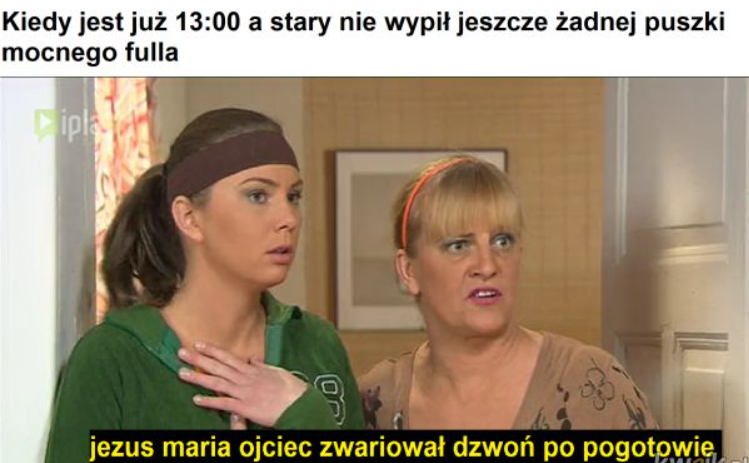 Kiedy jest już 13:00 a stary nie wypił jeszcze żadnej puszki
mocnego fulla
ipla
jezus maria ojciec zwariował dzwoń po pogotowie